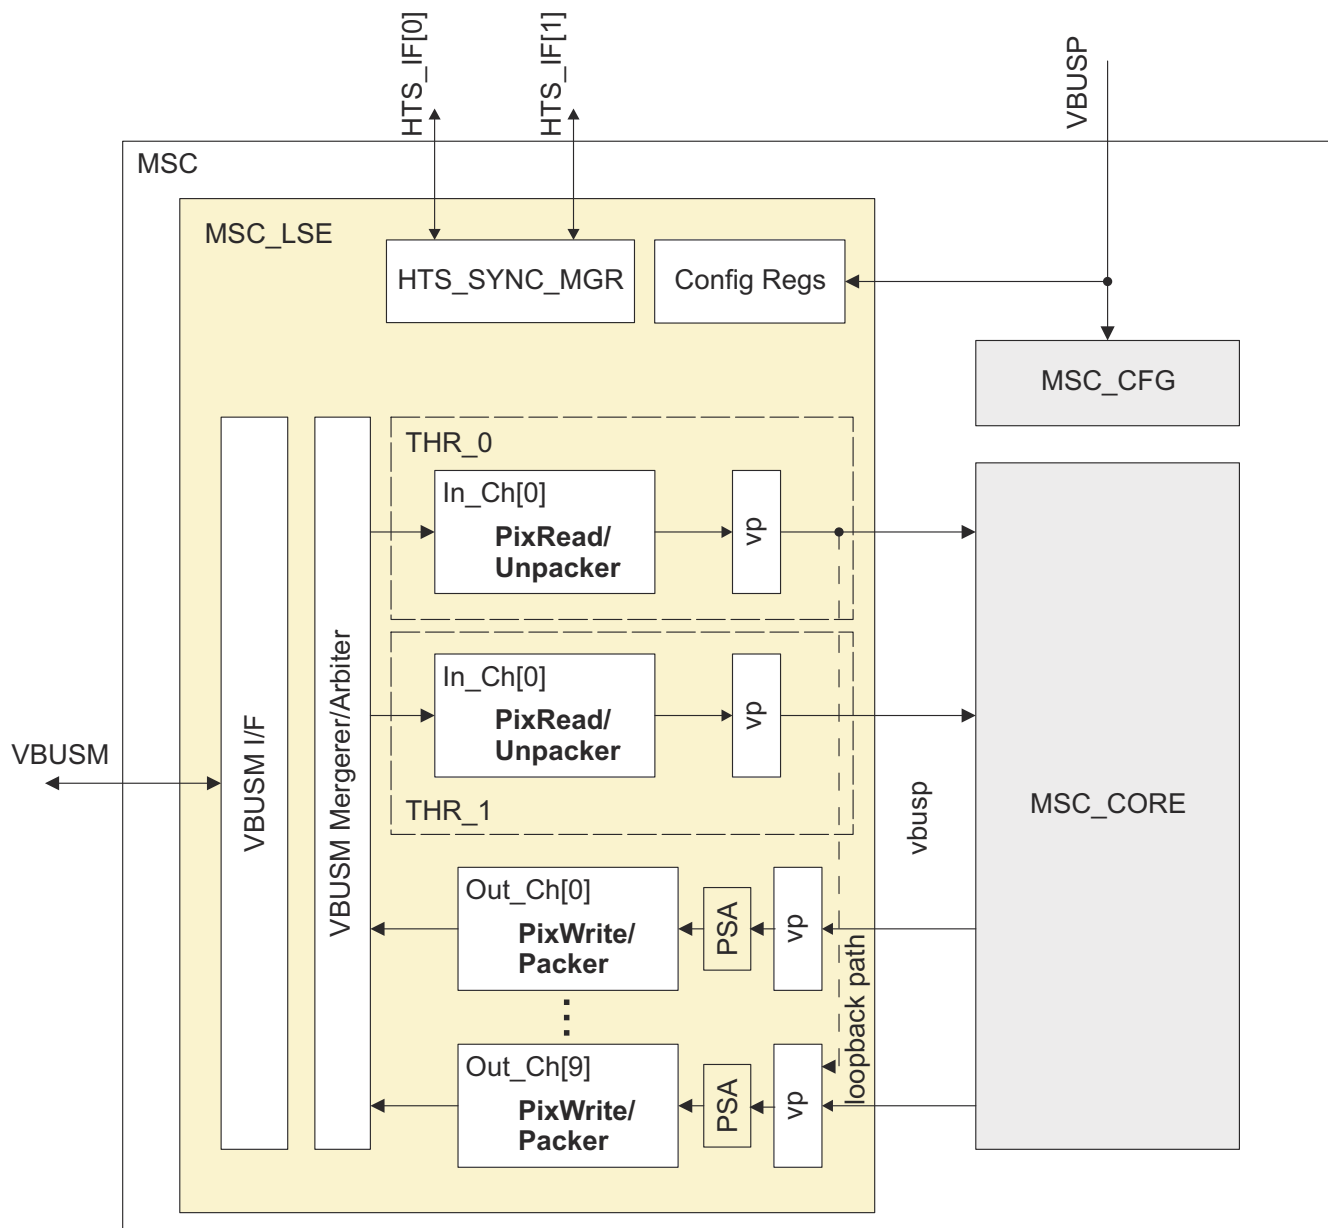 HTS_IF[0]
HTS_IF[1]
VBUSP
MSC
MSC_LSE
HTS_SYNC_MGR
Config Regs
MSC_CFG
THR_0
In_Ch[0]
PixRead/
Unpacker
vp
In_Ch[0]
PixRead/
Unpacker
vp
THR_1
VBUSM
VBUSM I/F
VBUSM Mergerer/Arbiter
vbusp
MSC_CORE
Out_Ch[0]
PixWrite/
Packer
PSA
vp
loopback path
Out_Ch[9]
PixWrite/
Packer
PSA
vp